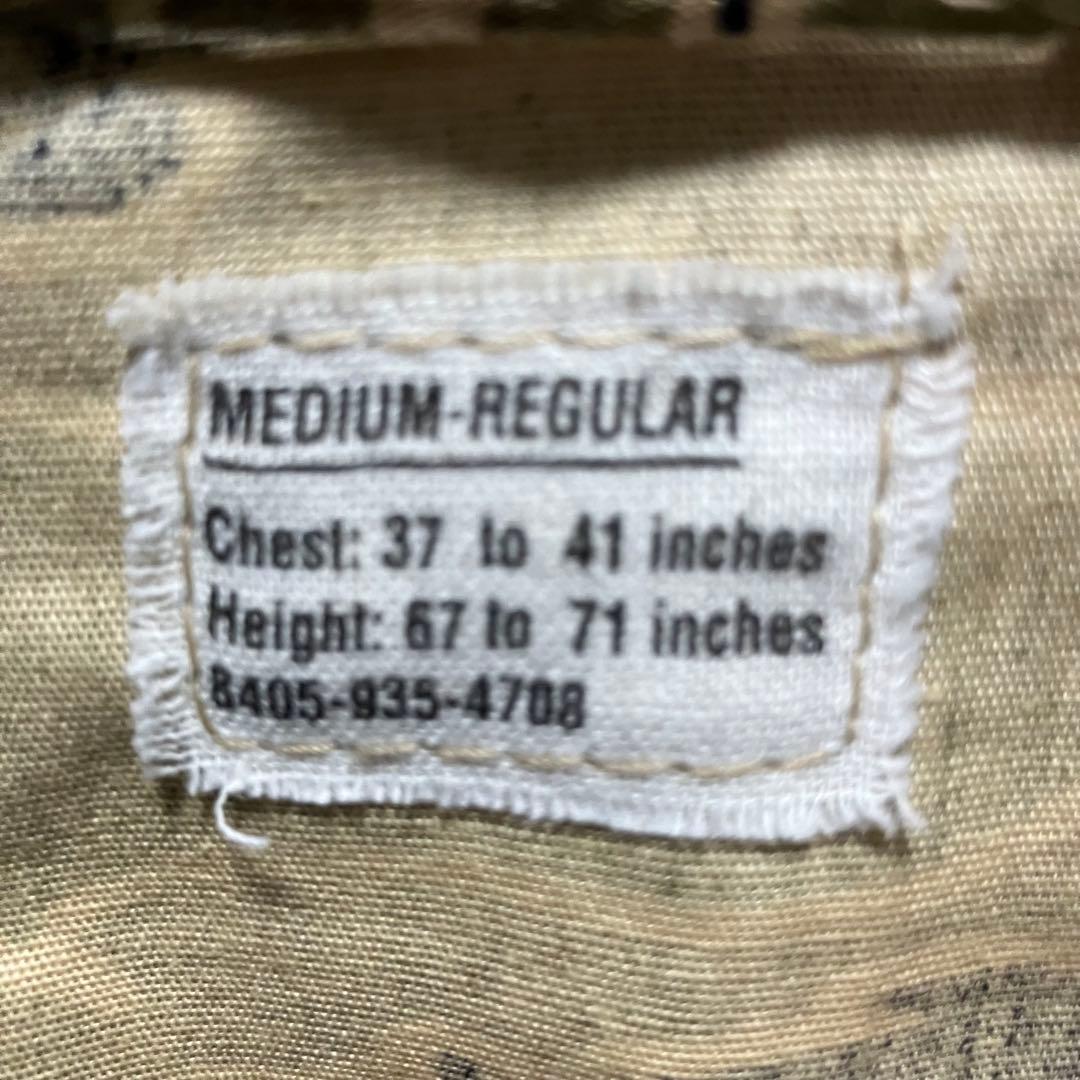 MEDIUM-REGULAR
Chest: 37 to 41 inches
Height: 67 to 71 inches
8405-935-4708